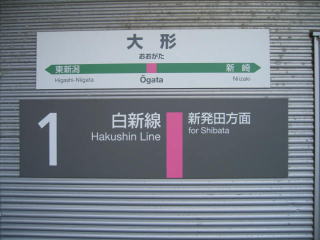 大形
おおがた
東新潟 新崎
Higashi-Niigata Ōgata Niizaki
1 白新線 新発田方面
Hakushin Line for Shibata